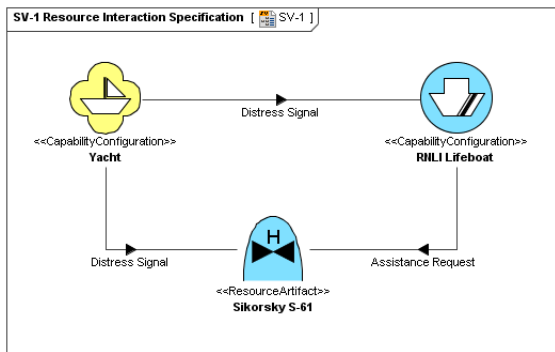 SV-1 Resource Interaction Specification [ SV-1 ]
Distress Signal
<<CapabilityConfiguration>>
Yacht
<<CapabilityConfiguration>>
RNLI Lifeboat
H
Distress Signal
Assistance Request
<<ResourceArtifact>>
Sikorsky S-61